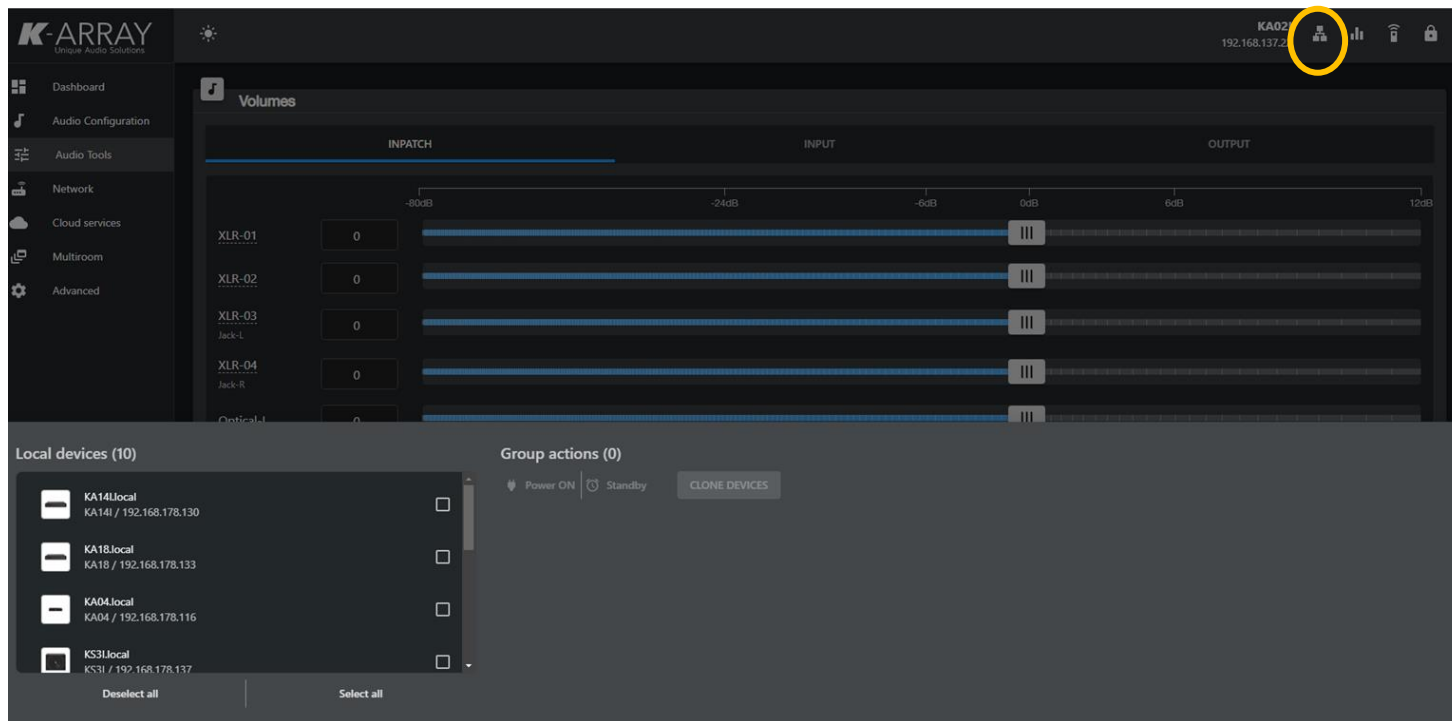 K-ARRAY
Unique Audio Solutions
KA02I
192.168.137.2
Dashboard
Audio Configuration
Audio Tools
Network
Cloud services
Multiroom
Advanced
Volumes
INPATCH INPUT OUTPUT
-80dB -24dB -6dB 0dB 6dB 12dB
XLR-01 0
XLR-02 0
XLR-03 0
Jack-L
XLR-04 0
Jack-R
Optical-L 0
Local devices (10)
KA14I.local
KA14I / 192.168.178.130
KA18.local
KA18 / 192.168.178.133
KA04.local
KA04 / 192.168.178.116
KS3I.local
KS3I / 192.168.178.137
Deselect all Select all
Group actions (0)
Power ON Standby CLONE DEVICES